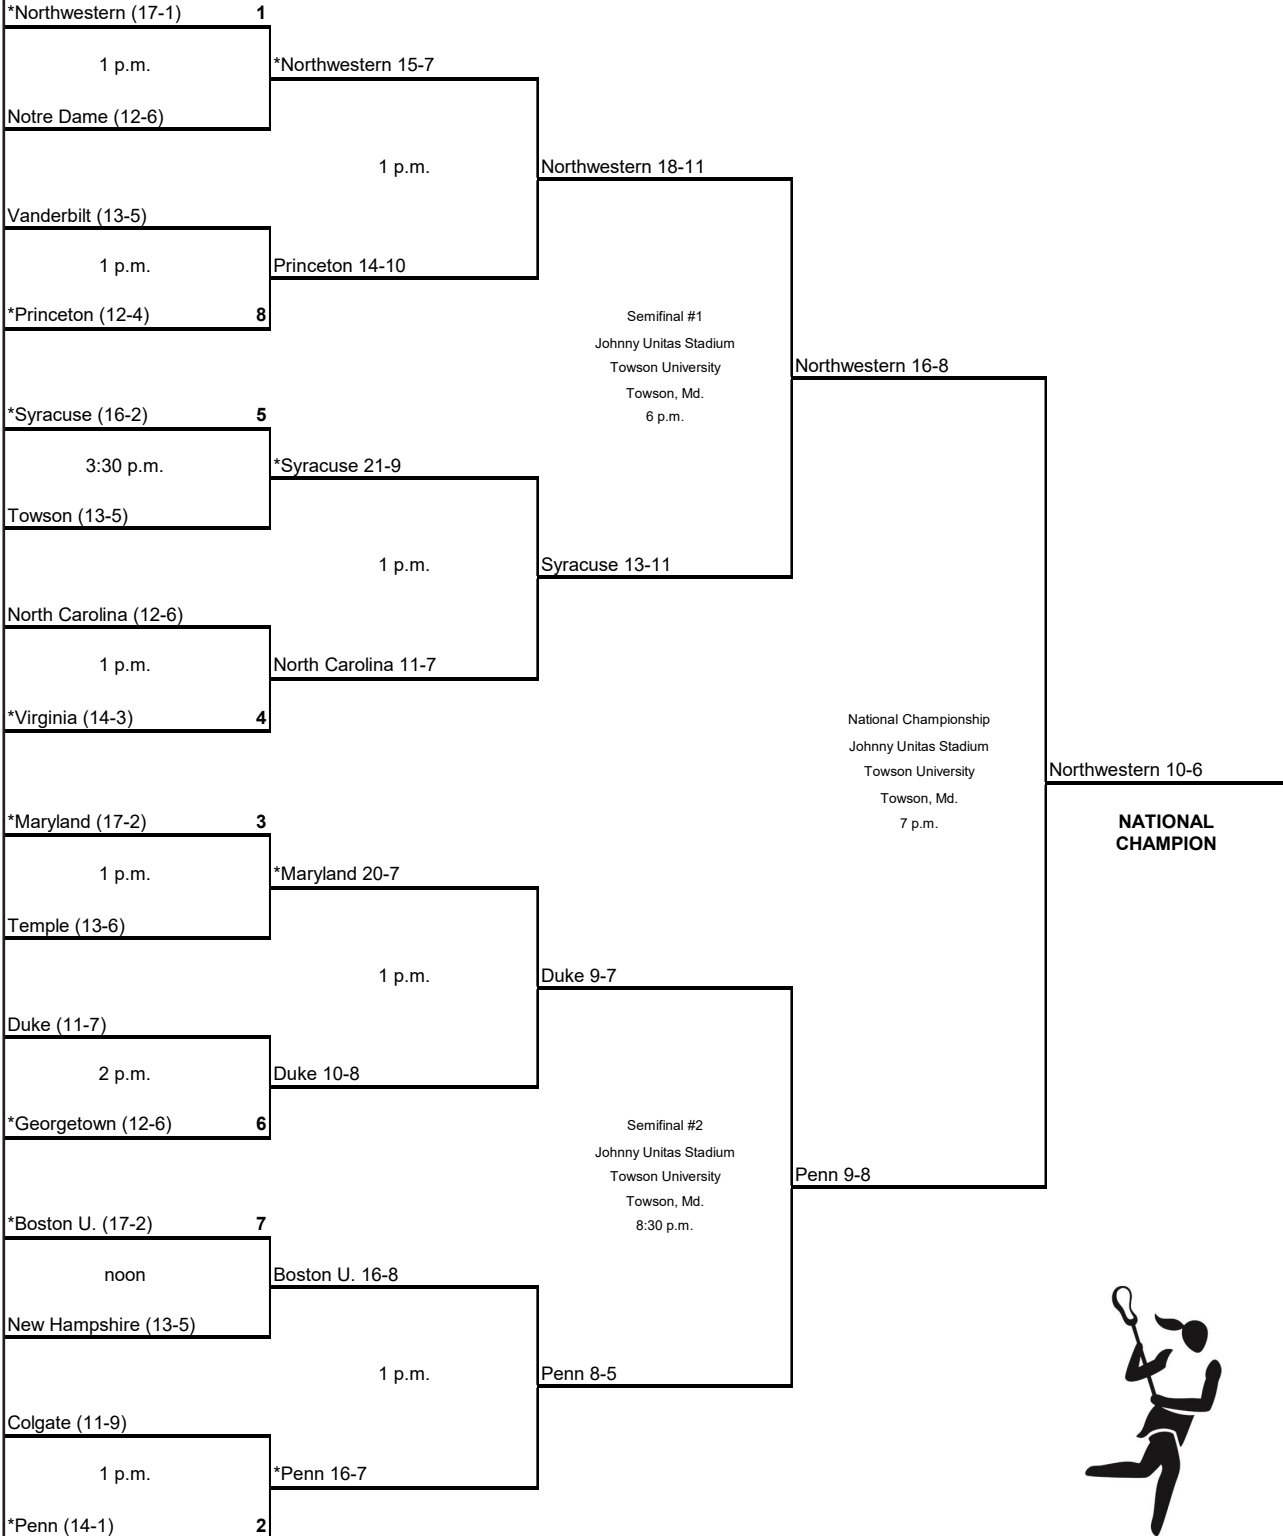 *Northwestern (17-1) 1
1 p.m.
*Northwestern 15-7
Notre Dame (12-6)
1 p.m.
Northwestern 18-11
Vanderbilt (13-5)
1 p.m.
Princeton 14-10
*Princeton (12-4) 8
Semifinal #1
Johnny Unitas Stadium
Towson University
Towson, Md.
6 p.m.
Northwestern 16-8
*Syracuse (16-2) 5
3:30 p.m.
*Syracuse 21-9
Towson (13-5)
1 p.m.
Syracuse 13-11
North Carolina (12-6)
1 p.m.
North Carolina 11-7
*Virginia (14-3) 4
National Championship
Johnny Unitas Stadium
Towson University
Towson, Md.
7 p.m.
Northwestern 10-6
NATIONAL
CHAMPION
*Maryland (17-2) 3
1 p.m.
*Maryland 20-7
Temple (13-6)
1 p.m.
Duke 9-7
Duke (11-7)
2 p.m.
Duke 10-8
*Georgetown (12-6) 6
Semifinal #2
Johnny Unitas Stadium
Towson University
Towson, Md.
8:30 p.m.
Penn 9-8
*Boston U. (17-2) 7
noon
Boston U. 16-8
New Hampshire (13-5)
1 p.m.
Penn 8-5
Colgate (11-9)
1 p.m.
*Penn 16-7
*Penn (14-1) 2